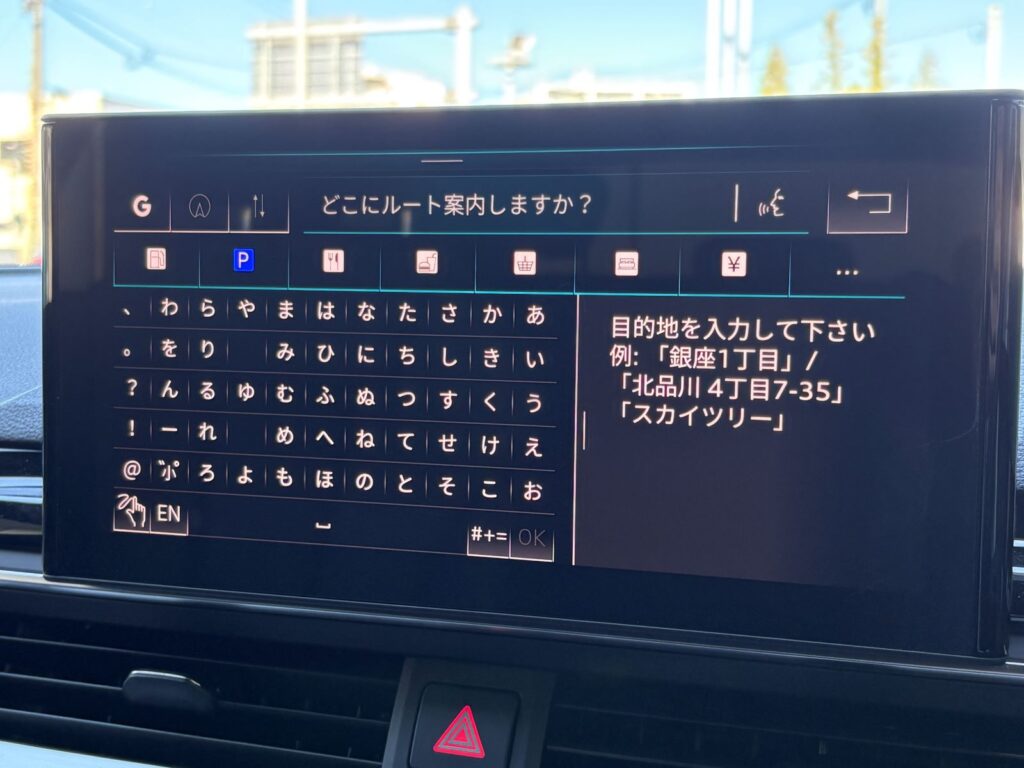 G どこにルート案内しますか?
P ¥ ...
、 わ ら や ま は な た さ か あ
。 を り み ひ に ち し き い
? ん る ゆ む ふ ぬ つ す く う
! ー れ め へ ね て せ け え
@ ゛゜ ろ よ も ほ の と そ こ お
EN #+= OK
目的地を入力して下さい
例: 「銀座1丁目」/
「北品川 4丁目7-35」
「スカイツリー」